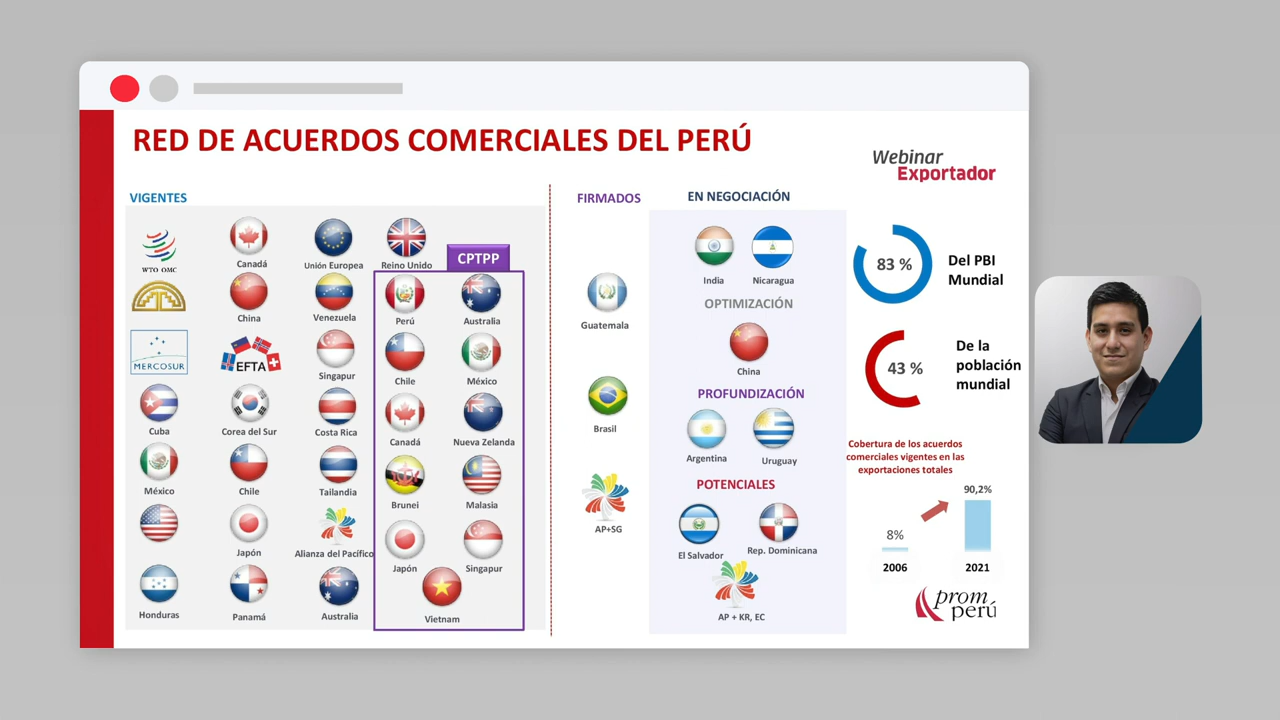 RED DE ACUERDOS COMERCIALES DEL PERÚ
Webinar
Exportador
VIGENTES
WTO OMC
Canadá
Unión Europea
Reino Unido
CPTPP
China
Venezuela
Perú
Australia
MERCOSUR
EFTA
Singapur
Chile
México
Cuba
Corea del Sur
Costa Rica
Canadá
Nueva Zelanda
México
Chile
Tailandia
Brunei
Malasia
Japón
Alianza del Pacífico
Japón
Singapur
Honduras
Panamá
Australia
Vietnam
FIRMADOS
Guatemala
Brasil
AP+SG
EN NEGOCIACIÓN
India
Nicaragua
OPTIMIZACIÓN
China
PROFUNDIZACIÓN
Argentina
Uruguay
POTENCIALES
El Salvador
Rep. Dominicana
AP + KR, EC
83 %
Del PBI
Mundial
43 %
De la
población
mundial
Cobertura de los acuerdos
comerciales vigentes en las
exportaciones totales
90,2%
8%
2006
2021
prom
perú